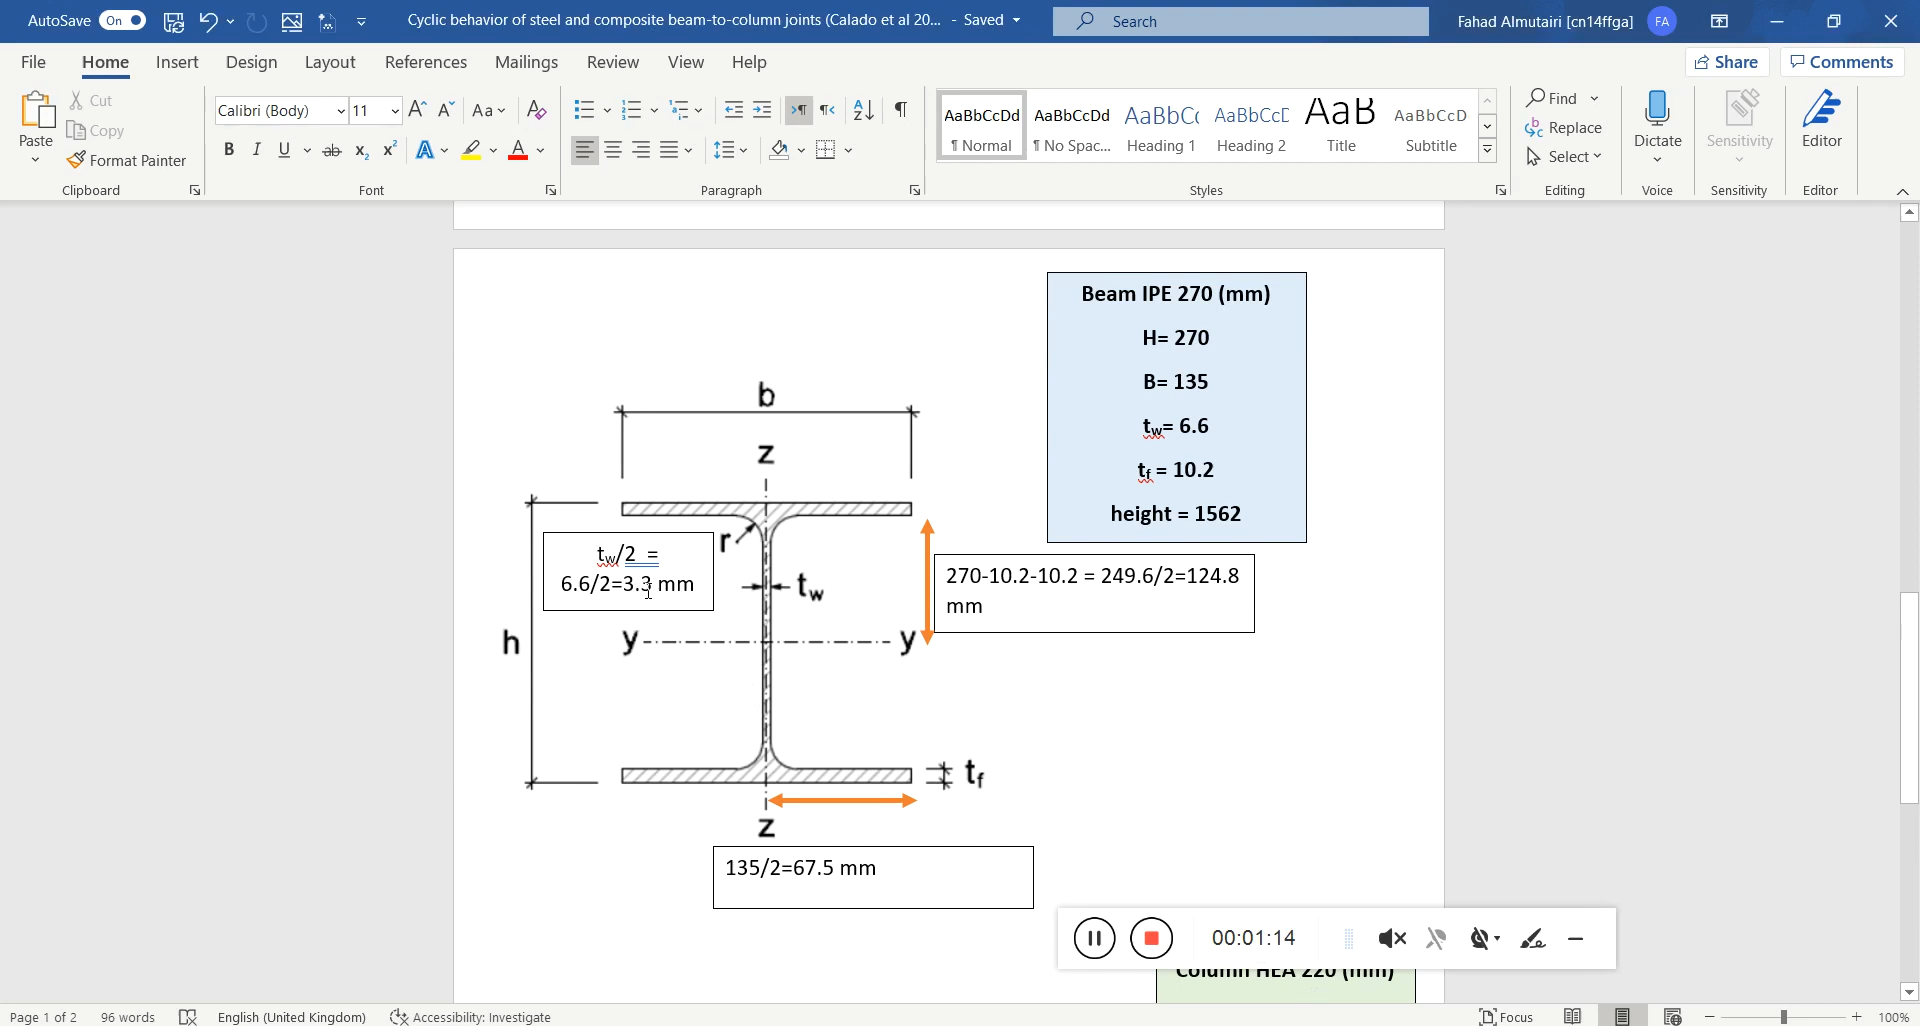 AutoSave On Cyclic behavior of steel and composite beam-to-column joints (Calado et al 20... - Saved Search Fahad Almutairi [cn14ffga] FA
File Home Insert Design Layout References Mailings Review View Help Share Comments
Paste Cut Copy Format Painter
Calibri (Body) 11 Aa
B I U ab x₂ x² A A
AaBbCcDd AaBbCcDd AaBbCc AaBbCcE AaB AaBbCcD
¶ Normal ¶ No Spac... Heading 1 Heading 2 Title Subtitle
Find Replace Select
Dictate Sensitivity Editor
Clipboard Font Paragraph Styles Editing Voice Sensitivity Editor
Beam IPE 270 (mm)
H= 270
B= 135
tw= 6.6
tf = 10.2
height = 1562
b
z
r
tw/2 =
6.6/2=3.3 mm
tw
270-10.2-10.2 = 249.6/2=124.8
mm
h
y y
tf
z
135/2=67.5 mm
00:01:14
Column HEA 220 (mm)
Page 1 of 2 96 words English (United Kingdom) Accessibility: Investigate Focus 100%